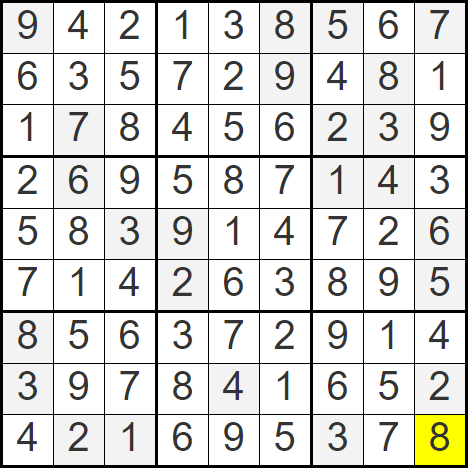 9 4 2 1 3 8 5 6 7
6 3 5 7 2 9 4 8 1
1 7 8 4 5 6 2 3 9
2 6 9 5 8 7 1 4 3
5 8 3 9 1 4 7 2 6
7 1 4 2 6 3 8 9 5
8 5 6 3 7 2 9 1 4
3 9 7 8 4 1 6 5 2
4 2 1 6 9 5 3 7 8